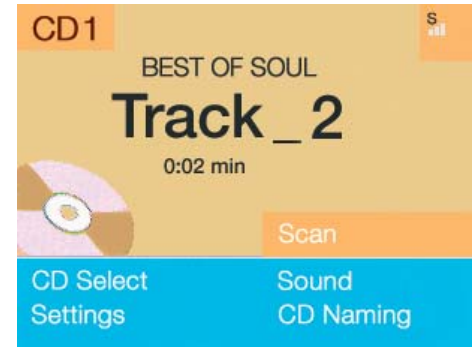 CD1
S
BEST OF SOUL
Track _ 2
0:02 min
Scan
CD Select
Sound
Settings
CD Naming